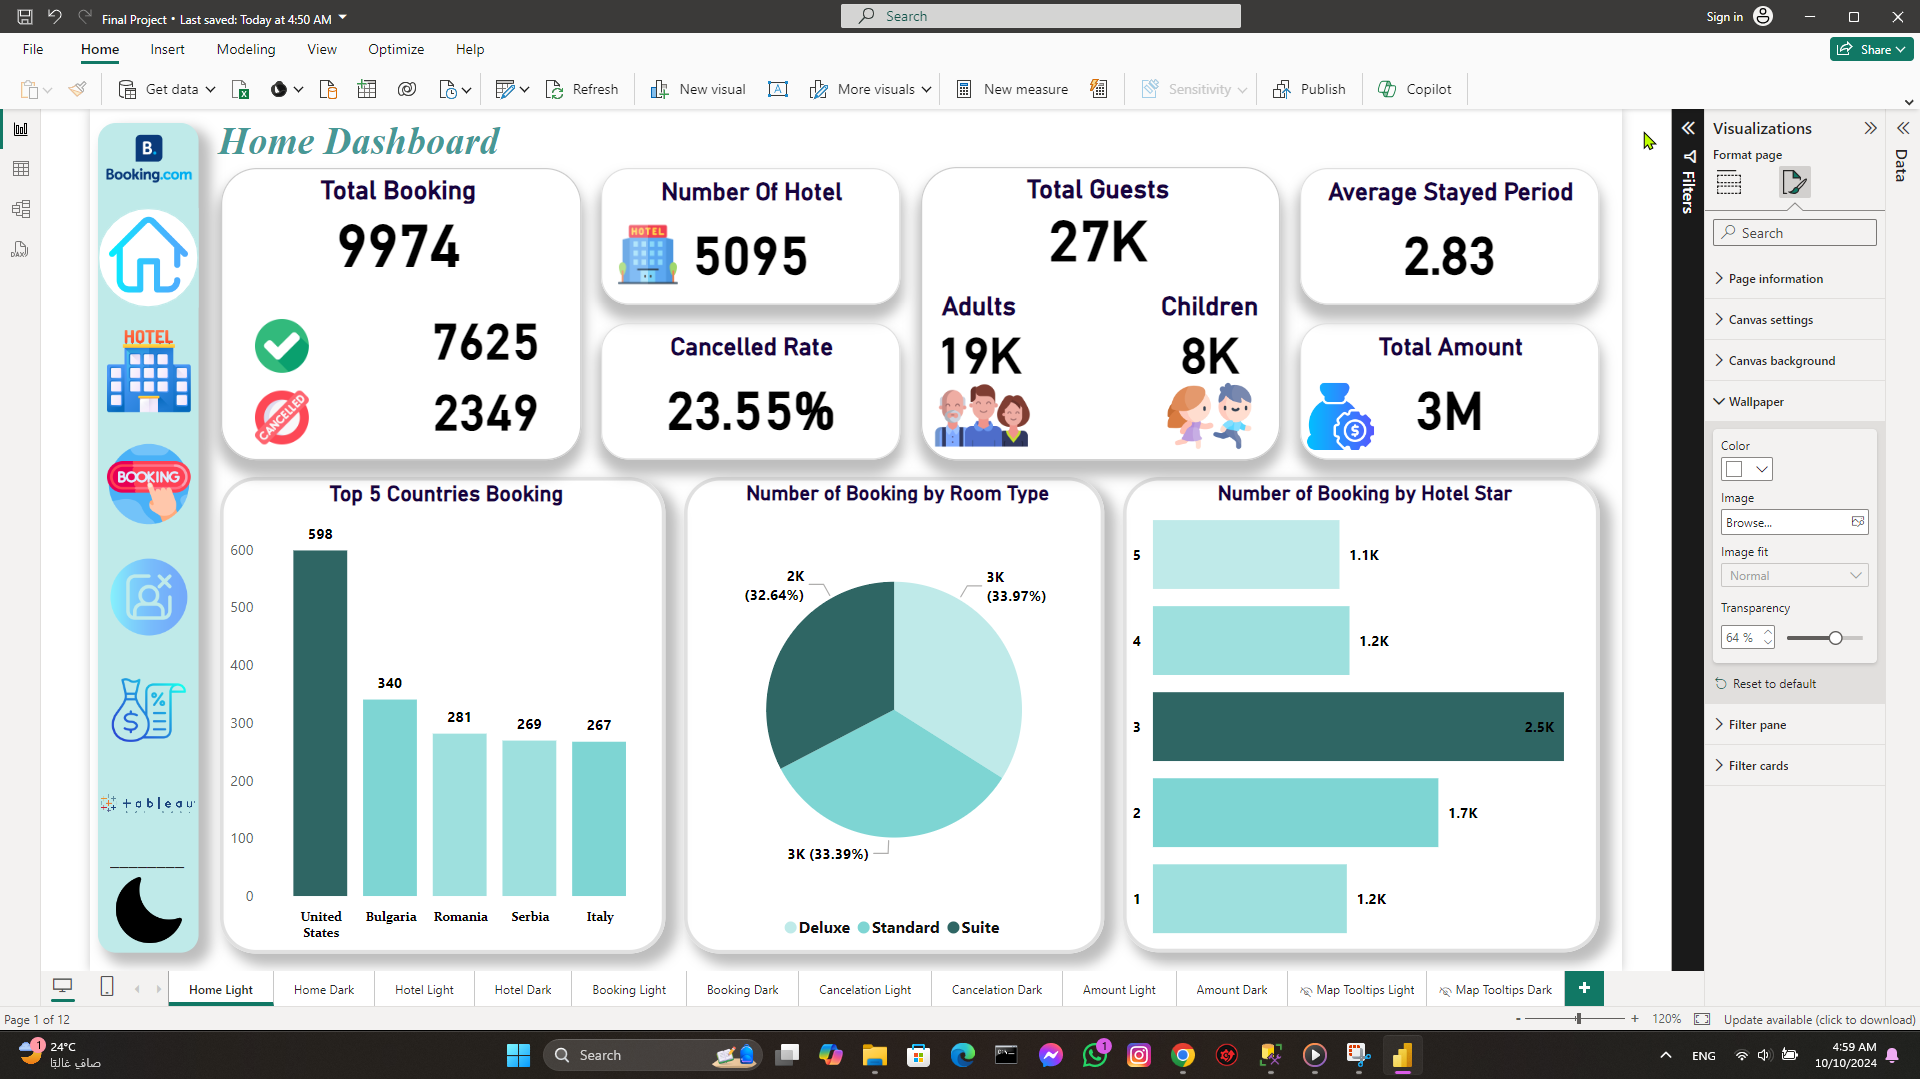 Final Project • Last saved: Today at 4:50 AM
Search
Sign in
File
Home
Insert
Modeling
View
Optimize
Help
Share
Get data
Refresh
New visual
More visuals
New measure
Sensitivity
Publish
Copilot
B.
Booking.com
HOTEL
BOOKING
tableau
Home Dashboard
Total Booking
9974
7625
CANCELLED
2349
Number Of Hotel
HOTEL
5095
Cancelled Rate
23.55%
Total Guests
27K
Adults
Children
19K
8K
Average Stayed Period
2.83
Total Amount
3M
Top 5 Countries Booking
600
500
400
300
200
100
0
598
340
281
269
267
United States
Bulgaria
Romania
Serbia
Italy
Number of Booking by Room Type
2K
(32.64%)
3K
(33.97%)
3K (33.39%)
Deluxe
Standard
Suite
Number of Booking by Hotel Star
5
1.1K
4
1.2K
3
2.5K
2
1.7K
1
1.2K
Filters
Visualizations
Format page
Search
Page information
Canvas settings
Canvas background
Wallpaper
Color
Image
Browse...
Image fit
Normal
Transparency
64 %
Reset to default
Filter pane
Filter cards
Data
DAX
Home Light
Home Dark
Hotel Light
Hotel Dark
Booking Light
Booking Dark
Cancelation Light
Cancelation Dark
Amount Light
Amount Dark
Map Tooltips Light
Map Tooltips Dark
+
Page 1 of 12
- + 120%
Update available (click to download)
1
24°C
صافٍ غالبًا
Search
1
ENG
4:59 AM
10/10/2024